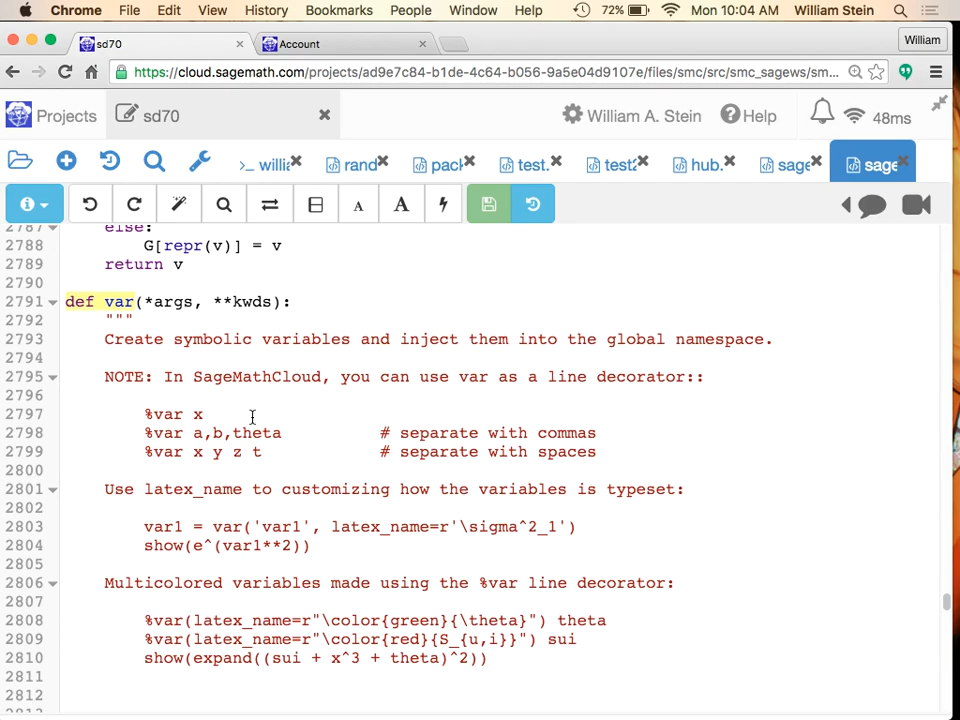 Chrome File Edit View History Bookmarks People Window Help 72% Mon 10:04 AM William Stein
sd70 Account William
https://cloud.sagemath.com/projects/ad9e7c84-b1de-4c64-b056-9a5e04d9107e/files/smc/src/smc_sagews/sm...
Projects sd70 William A. Stein Help 48ms
willi rand pack test. test2 hub. sage sage
2787 else:
2788 G[repr(v)] = v
2789 return v
2790
2791 def var(*args, **kwds):
2792 """
2793 Create symbolic variables and inject them into the global namespace.
2794
2795 NOTE: In SageMathCloud, you can use var as a line decorator::
2796
2797 %var x
2798 %var a,b,theta # separate with commas
2799 %var x y z t # separate with spaces
2800
2801 Use latex_name to customizing how the variables is typeset:
2802
2803 var1 = var('var1', latex_name=r'\sigma^2_1')
2804 show(e^(var1**2))
2805
2806 Multicolored variables made using the %var line decorator:
2807
2808 %var(latex_name=r"\color{green}{\theta}") theta
2809 %var(latex_name=r"\color{red}{S_{u,i}}") sui
2810 show(expand((sui + x^3 + theta)^2))
2811
2812